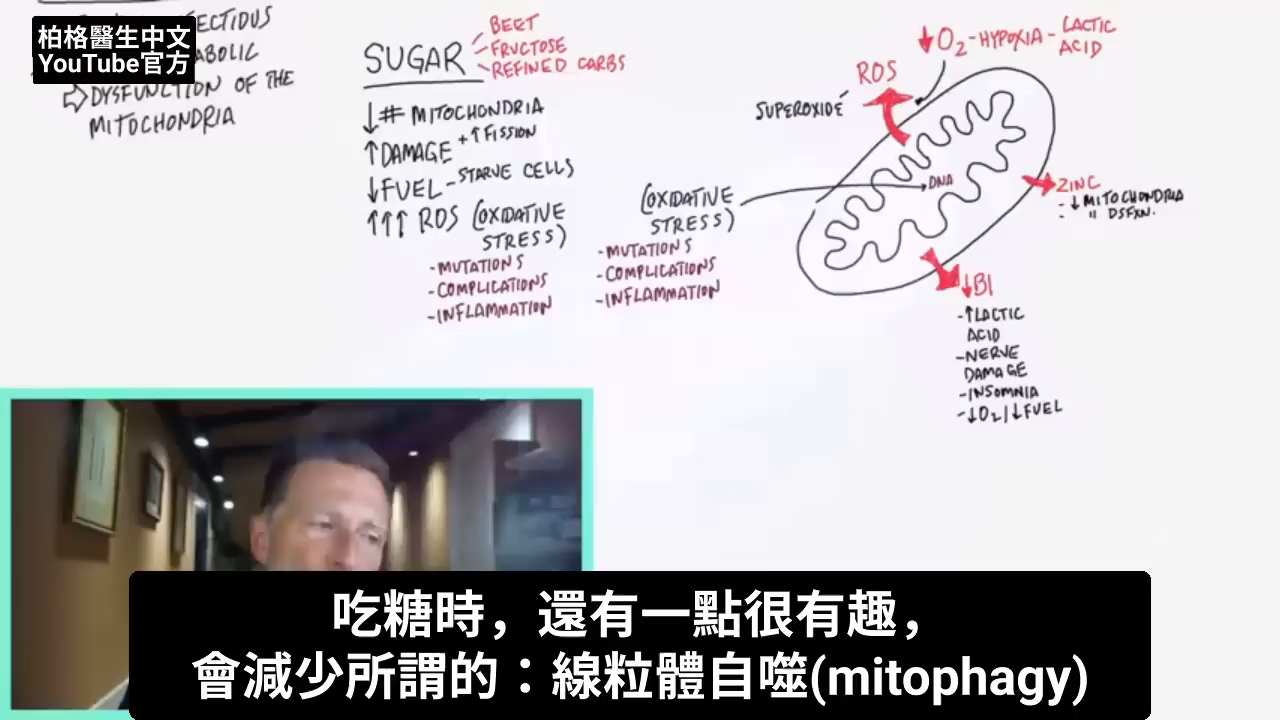 柏格醫生中文
YouTube官方
DYSFUNCTION OF THE
MITOCHONDRIA
SUGAR
BEET
FRUCTOSE
REFINED CARBS
↓# MITOCHONDRIA
↑DAMAGE +↑FISSION
↓FUEL - STARVE CELLS
↑↑↑ ROS (OXIDATIVE
STRESS)
-MUTATIONS
-COMPLICATIONS
-INFLAMMATION
(OXIDATIVE
STRESS)
-MUTATIONS
-COMPLICATIONS
-INFLAMMATION
↓O₂-HYPOXIA-LACTIC
ACID
ROS
SUPEROXIDE
DNA
ZINC
-↓MITOCHONDRIA
- " DSFXN.
↓B1
-↑LACTIC
ACID
-NERVE
DAMAGE
-INSOMNIA
-↓O₂/↓FUEL
吃糖時，還有一點很有趣，
會減少所謂的：線粒體自噬(mitophagy)